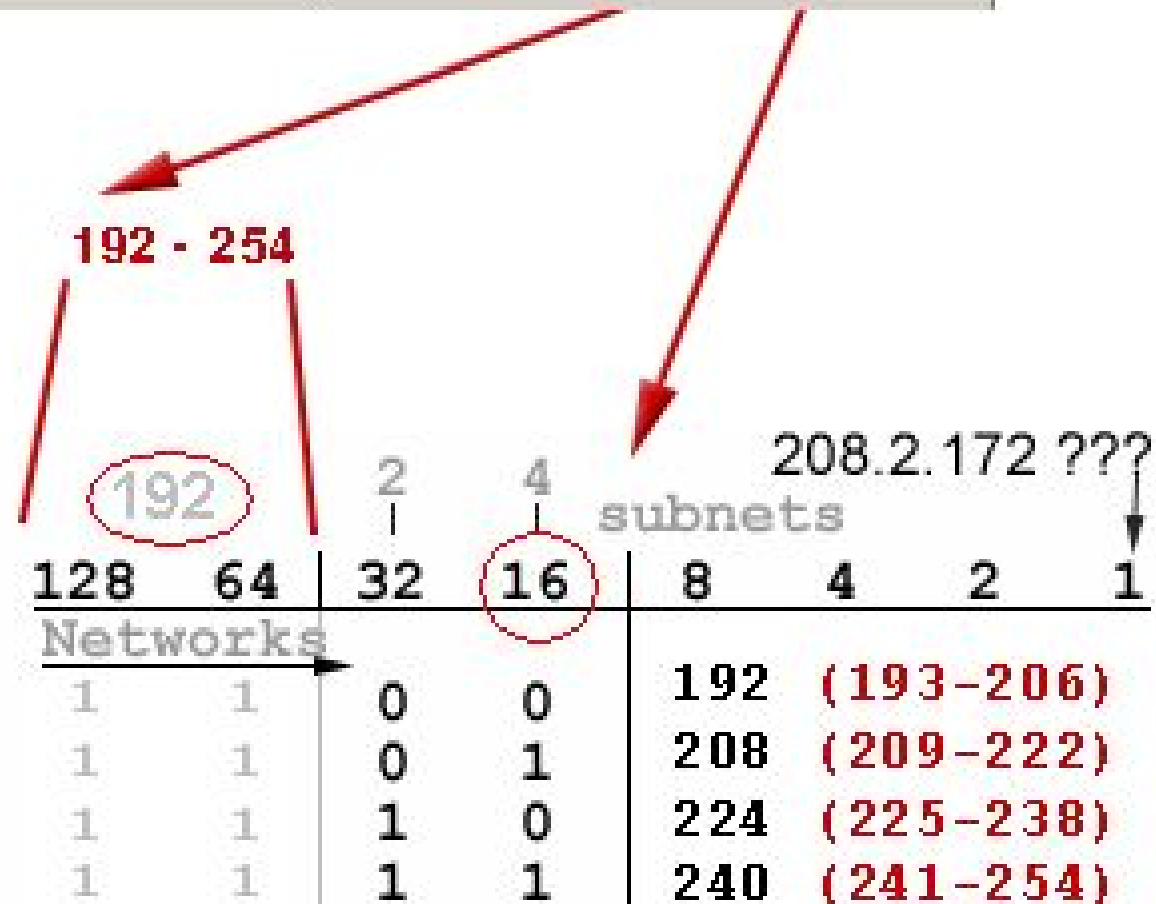 192 - 254
208.2.172 ???
192 2 4 subnets
128 64 32 16 8 4 2 1
Networks
1 1 0 0 192 (193-206)
1 1 0 1 208 (209-222)
1 1 1 0 224 (225-238)
1 1 1 1 240 (241-254)